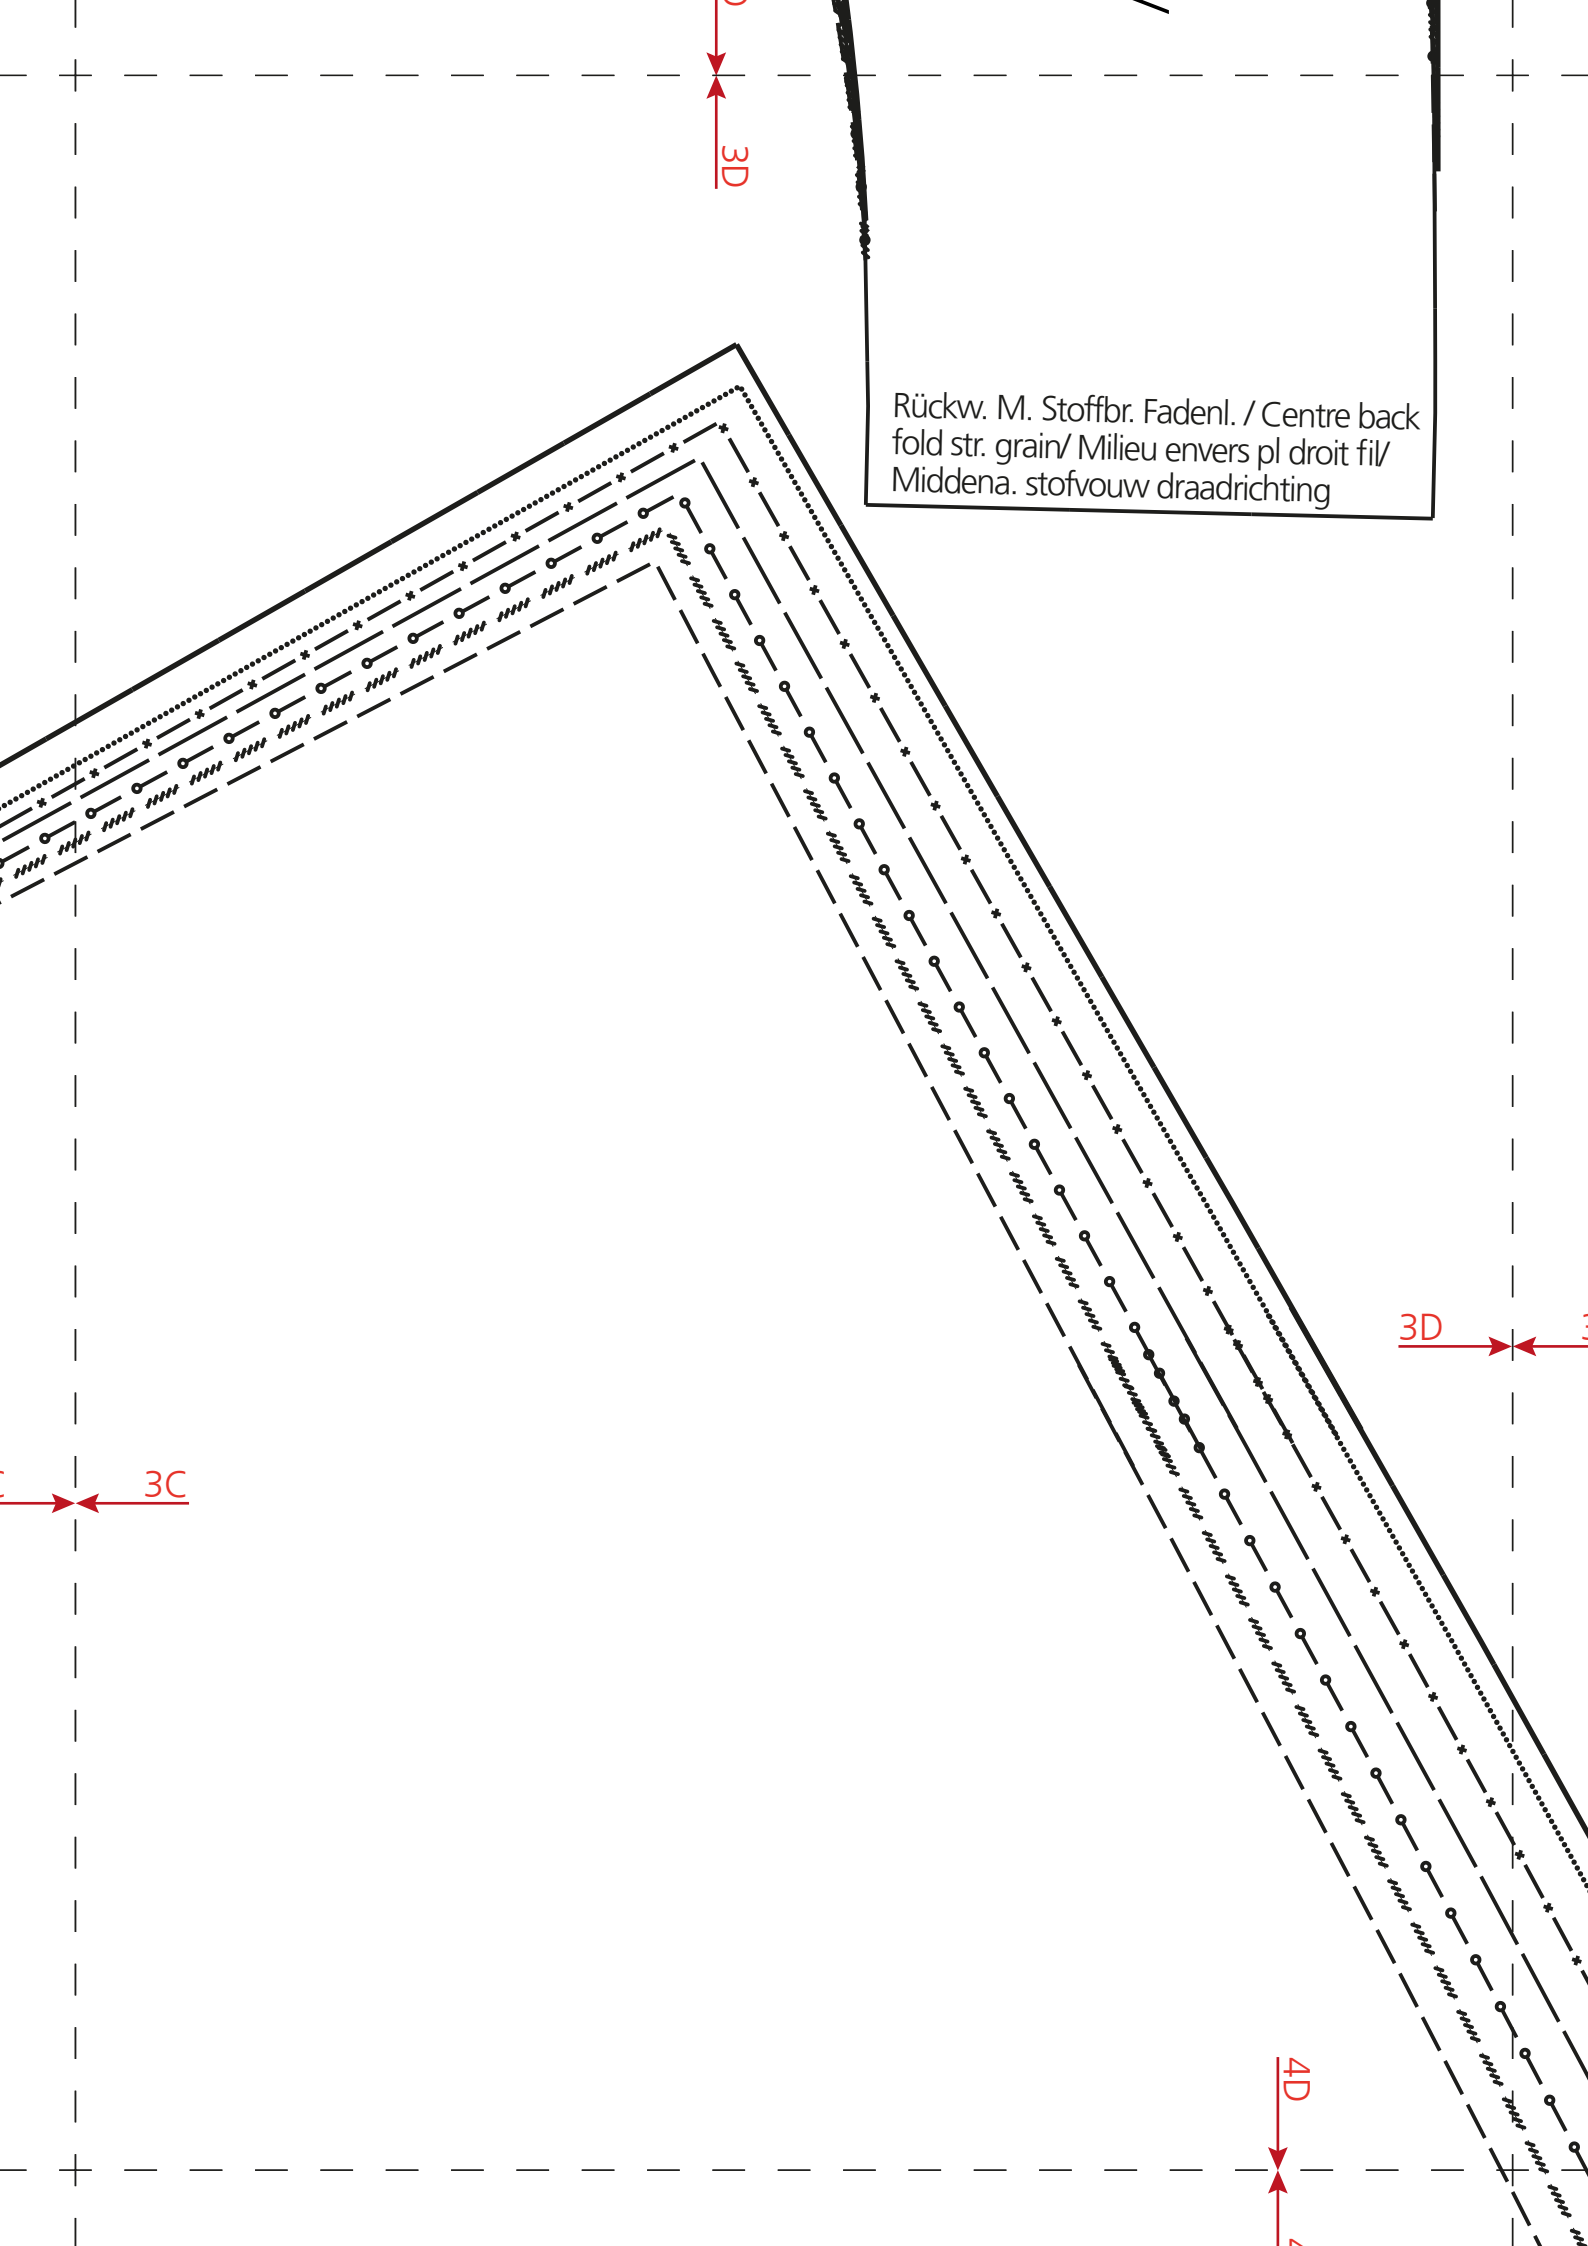 3D
Rückw. M. Stoffbr. Fadenl. / Centre back
fold str. grain/ Milieu envers pl droit fil/
Middena. stofvouw draadrichting
3D
3C
4D